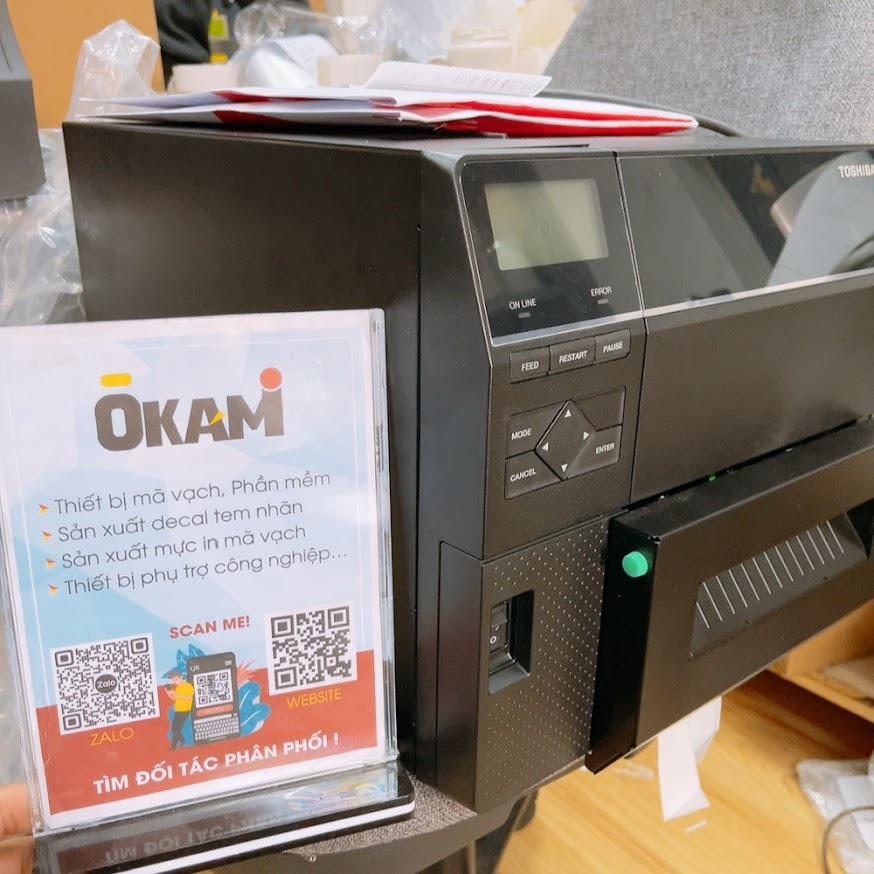 TOSHIBA
ON LINE
ERROR
FEED
RESTART
PAUSE
MODE
ENTER
CANCEL
ŌKAMI
Thiết bị mã vạch, Phần mềm
Sản xuất decal tem nhãn
Sản xuất mực in mã vạch
Thiết bị phụ trợ công nghiệp...
SCAN ME!
Zalo
ZALO
WEBSITE
TÌM ĐỐI TÁC PHÂN PHỐI !